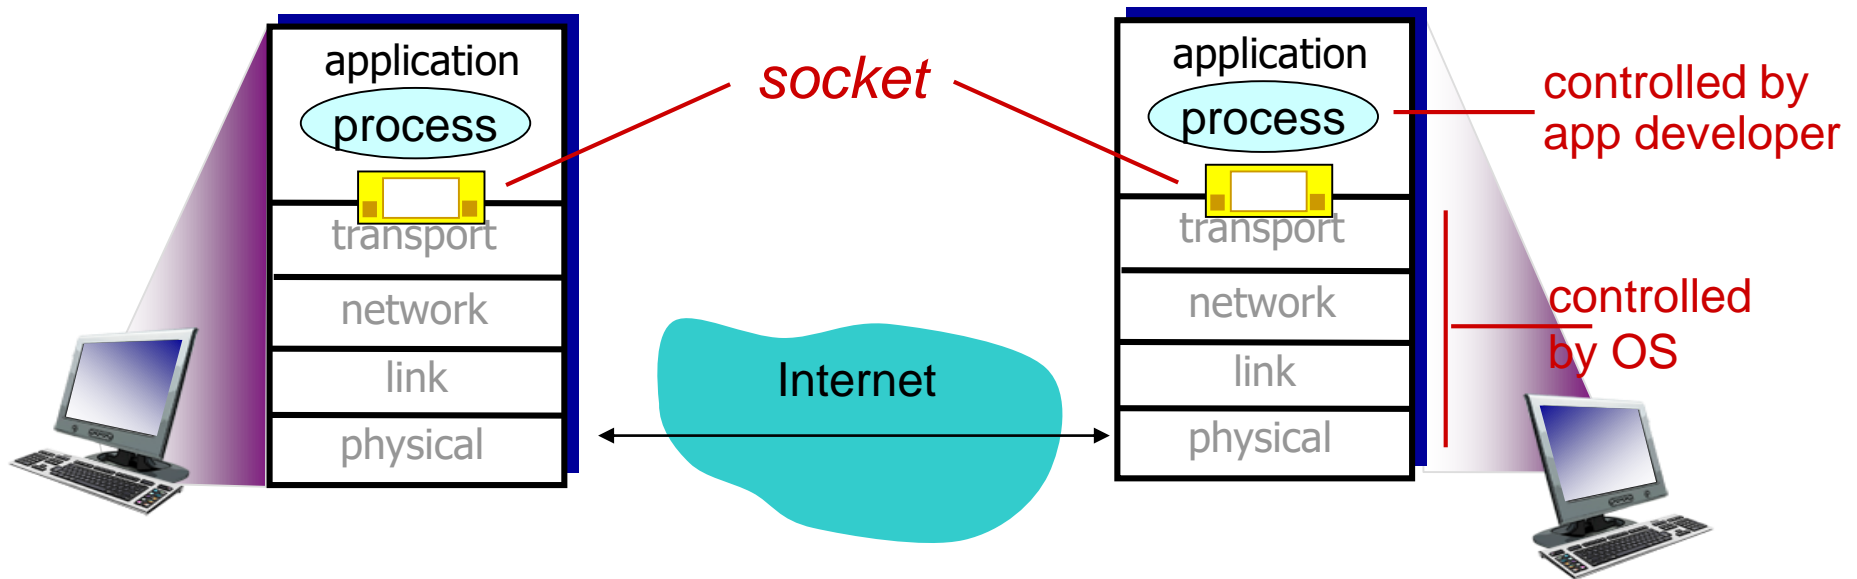 application
process
transport
network
link
physical
socket
Internet
application
process
transport
network
link
physical
controlled by
app developer
controlled
by OS